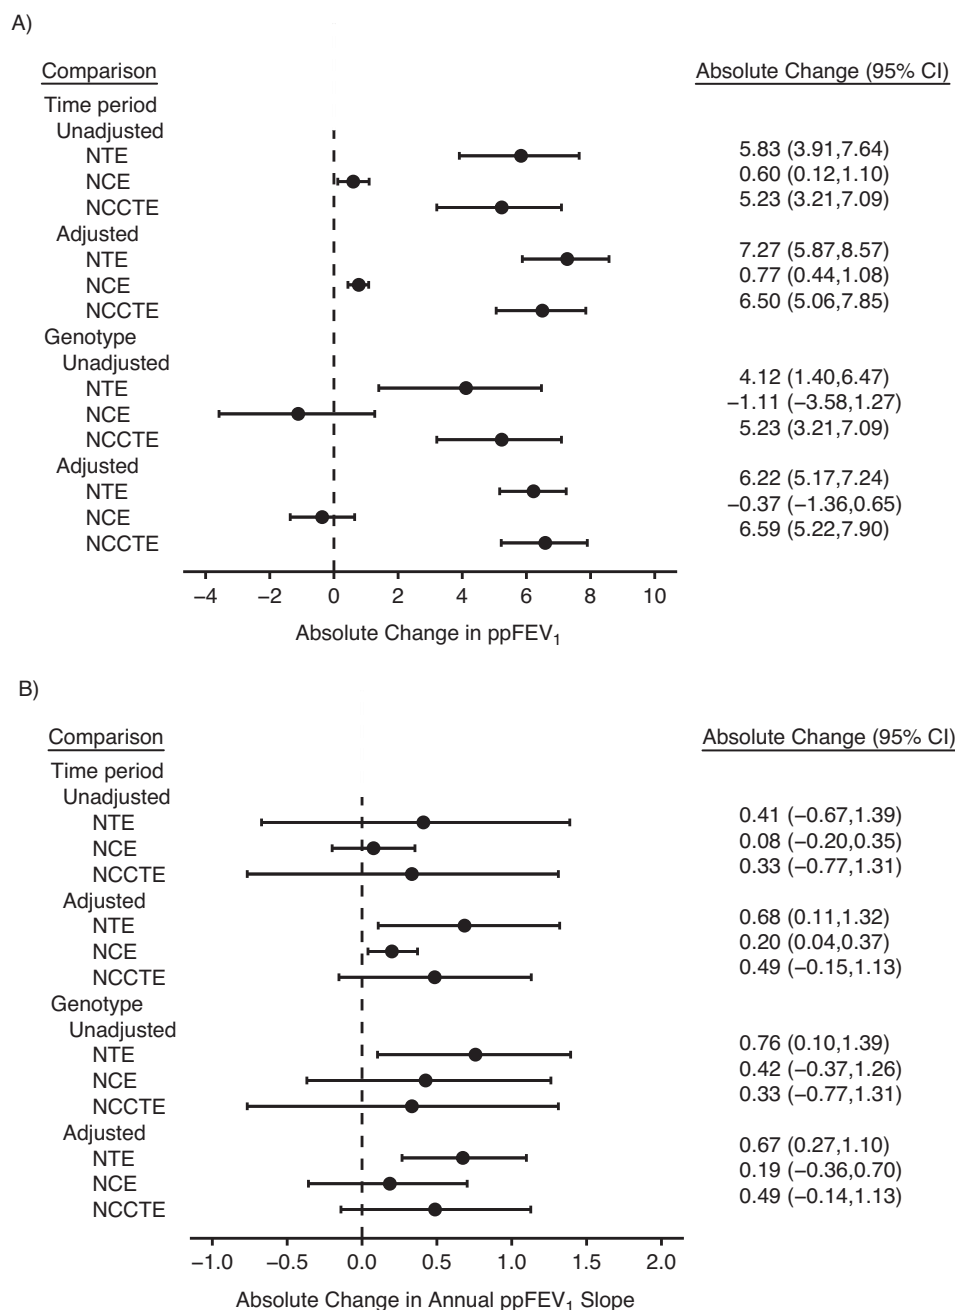 A)
Comparison Absolute Change (95% CI)
Time period
Unadjusted
NTE 5.83 (3.91,7.64)
NCE 0.60 (0.12,1.10)
NCCTE 5.23 (3.21,7.09)
Adjusted
NTE 7.27 (5.87,8.57)
NCE 0.77 (0.44,1.08)
NCCTE 6.50 (5.06,7.85)
Genotype
Unadjusted
NTE 4.12 (1.40,6.47)
NCE −1.11 (−3.58,1.27)
NCCTE 5.23 (3.21,7.09)
Adjusted
NTE 6.22 (5.17,7.24)
NCE −0.37 (−1.36,0.65)
NCCTE 6.59 (5.22,7.90)
−4 −2 0 2 4 6 8 10
Absolute Change in ppFEV₁
B)
Comparison Absolute Change (95% CI)
Time period
Unadjusted
NTE 0.41 (−0.67,1.39)
NCE 0.08 (−0.20,0.35)
NCCTE 0.33 (−0.77,1.31)
Adjusted
NTE 0.68 (0.11,1.32)
NCE 0.20 (0.04,0.37)
NCCTE 0.49 (−0.15,1.13)
Genotype
Unadjusted
NTE 0.76 (0.10,1.39)
NCE 0.42 (−0.37,1.26)
NCCTE 0.33 (−0.77,1.31)
Adjusted
NTE 0.67 (0.27,1.10)
NCE 0.19 (−0.36,0.70)
NCCTE 0.49 (−0.14,1.13)
−1.0 −0.5 0.0 0.5 1.0 1.5 2.0
Absolute Change in Annual ppFEV₁ Slope